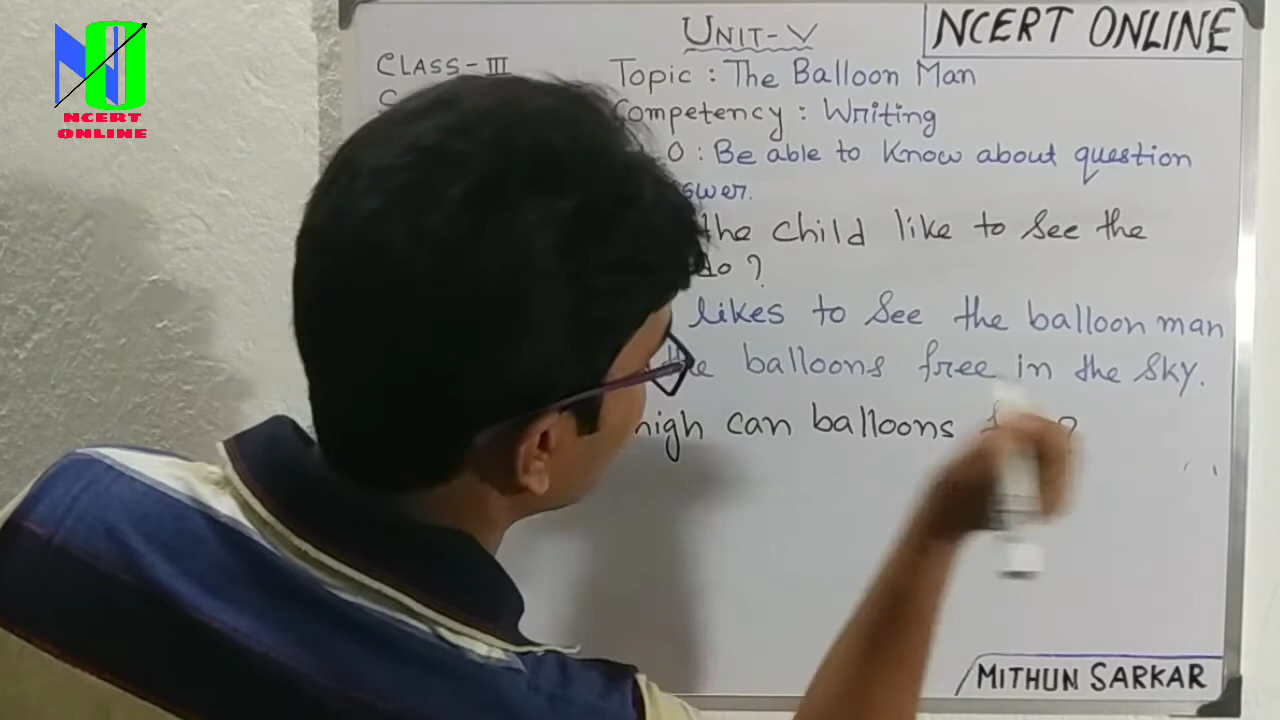 NCERT
ONLINE
UNIT-V
NCERT ONLINE
CLASS-III
Topic : The Balloon Man
Competency : Writing
O : Be able to Know about question
the child like to see the
do ?
likes to see the balloon man
the balloons free in the sky.
high can balloons ?
MITHUN SARKAR